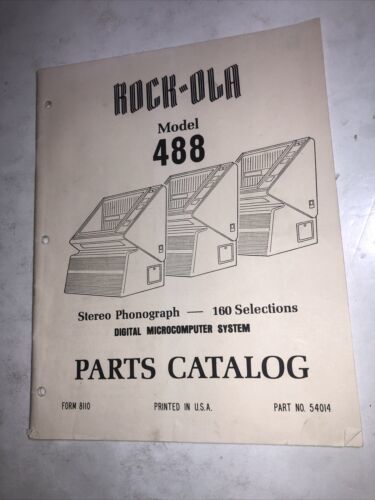 ROCK-OLA
Model
488
Stereo Phonograph — 160 Selections
DIGITAL MICROCOMPUTER SYSTEM
PARTS CATALOG
FORM 8110 PRINTED IN U.S.A. PART NO. 54014